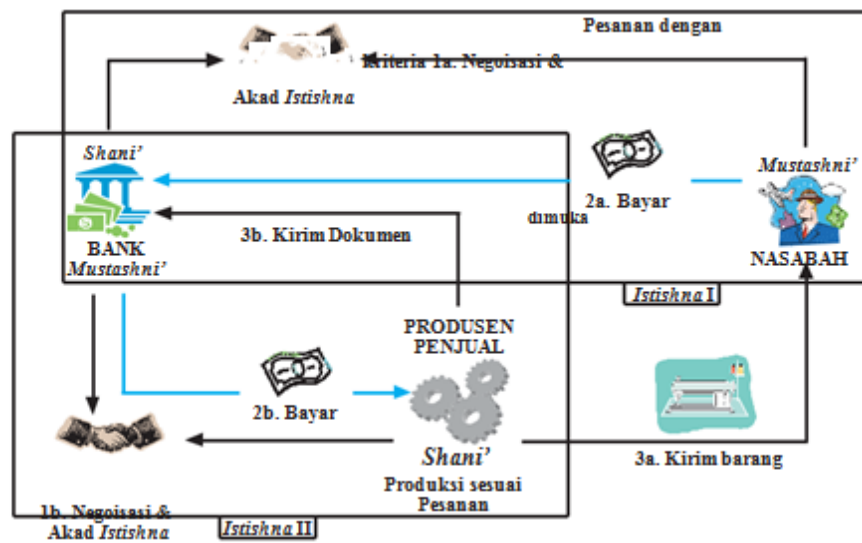 Pesanan dengan
Kriteria 1a. Negoisasi &
Akad Istishna
Shani’
Mustashni’
2a. Bayar
dimuka
3b. Kirim Dokumen
BANK
Mustashni’
NASABAH
Istishna I
PRODUSEN
PENJUAL
2b. Bayar
Shani’
3a. Kirim barang
Produksi sesuai
Pesanan
1b. Negoisasi &
Akad Istishna
Istishna II